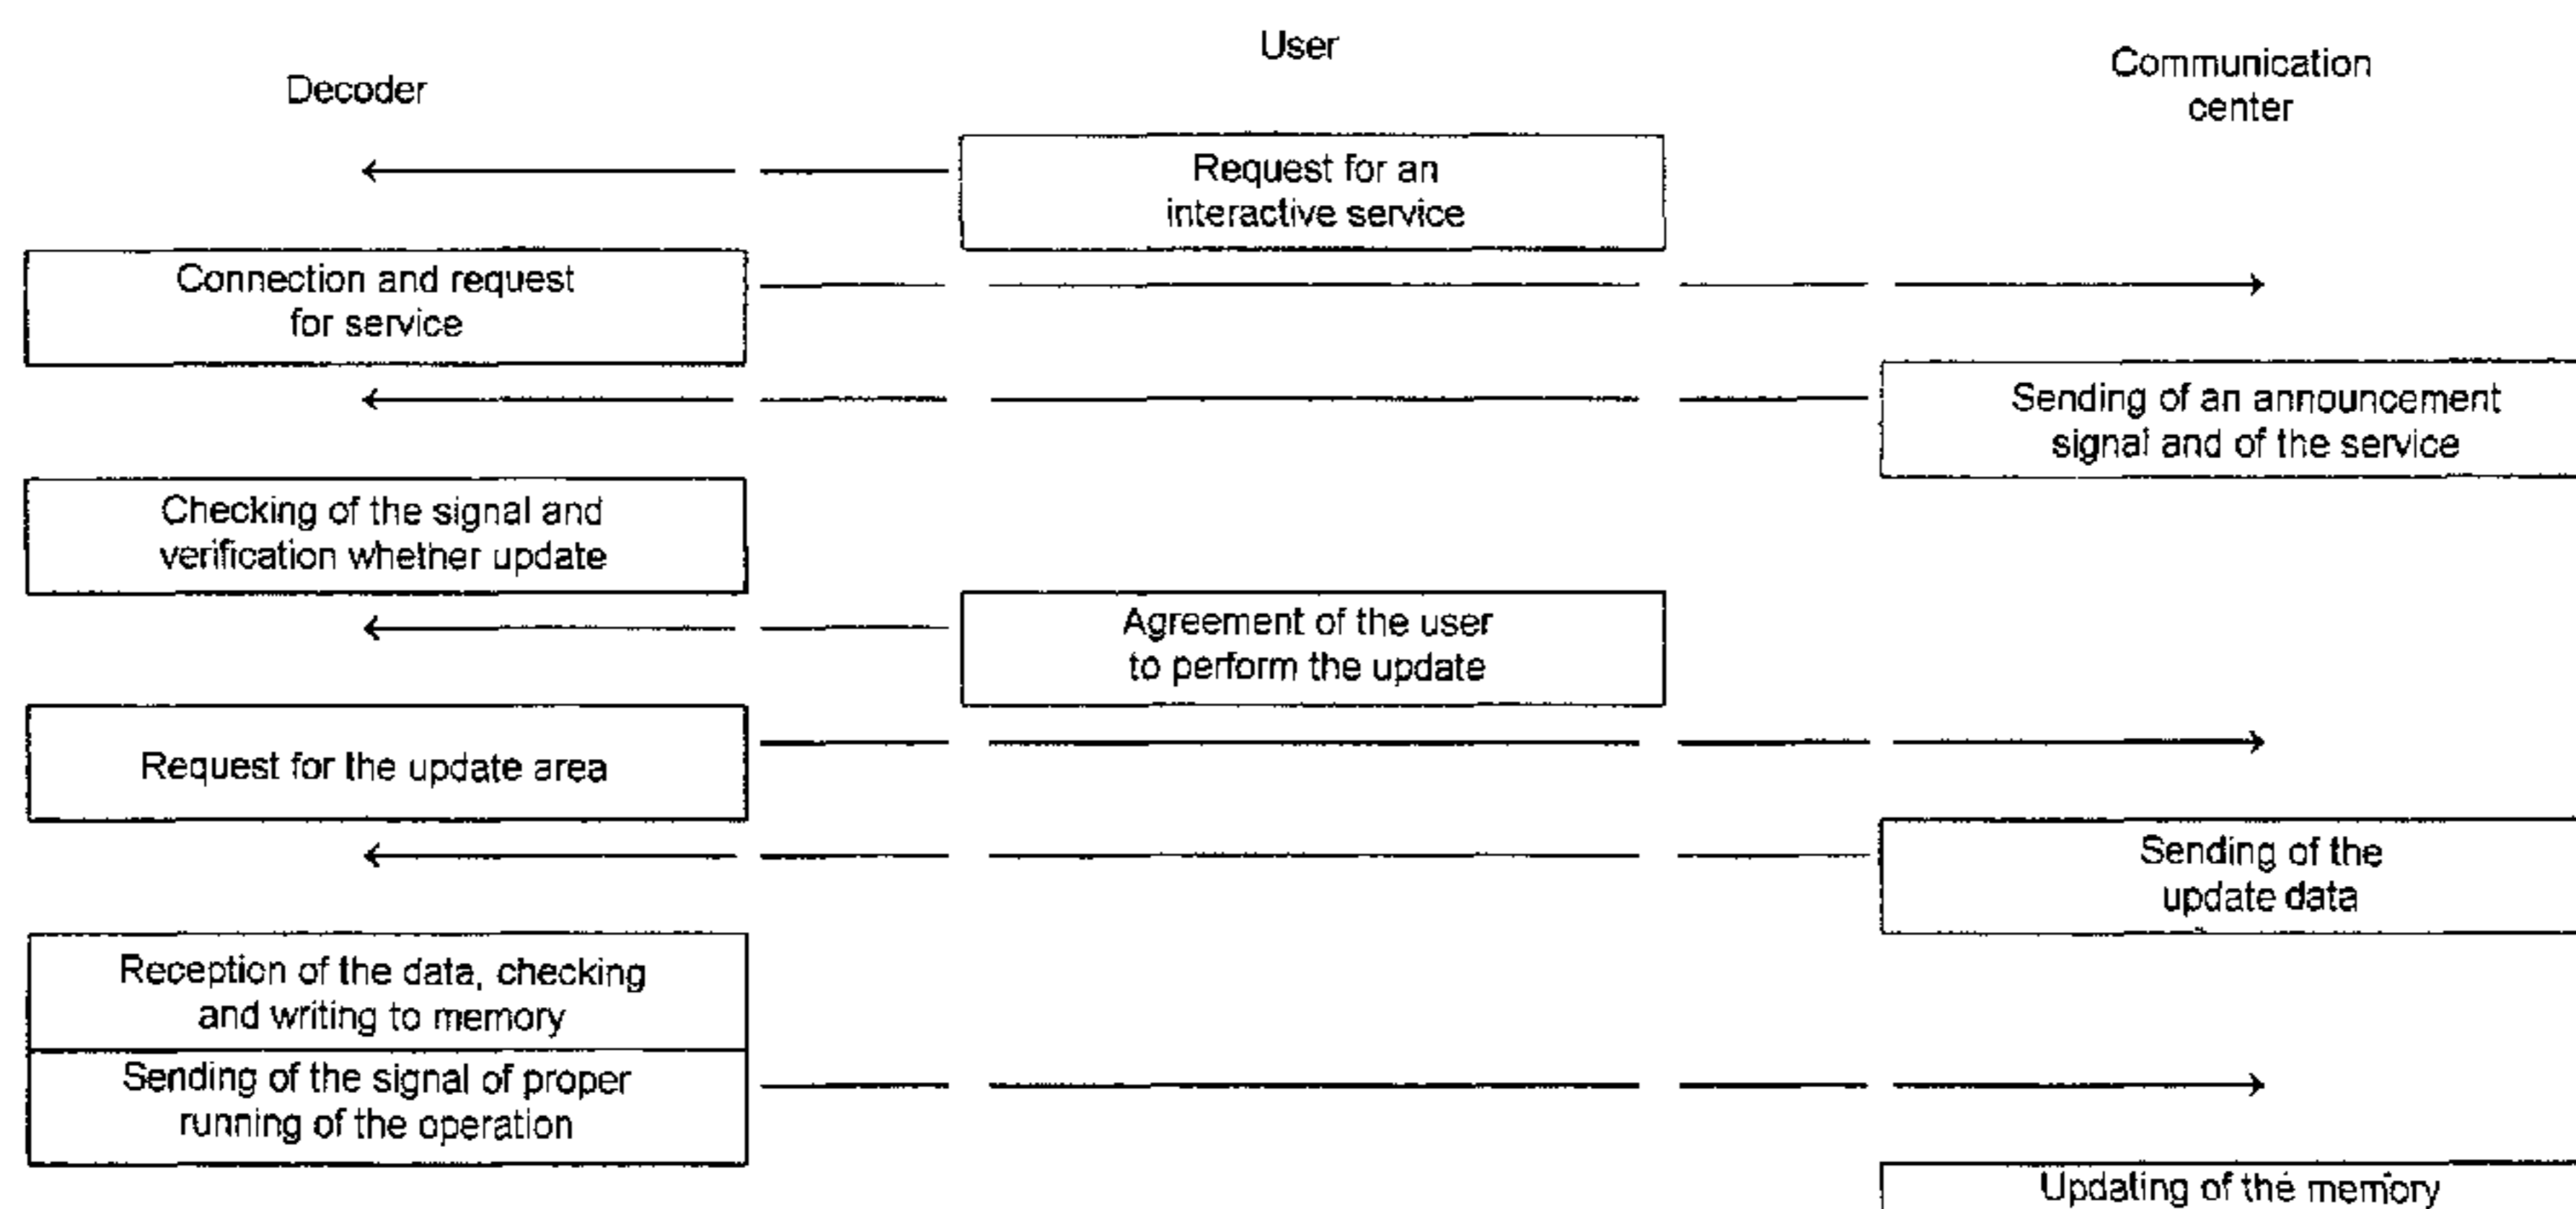 User
Decoder
Communication
center
Request for an
interactive service
Connection and request
for service
Sending of an announcement
signal and of the service
Checking of the signal and
verification whether update
Agreement of the user
to perform the update
Request for the update area
Sending of the
update data
Reception of the data, checking
and writing to memory
Sending of the signal of proper
running of the operation
Updating of the memory